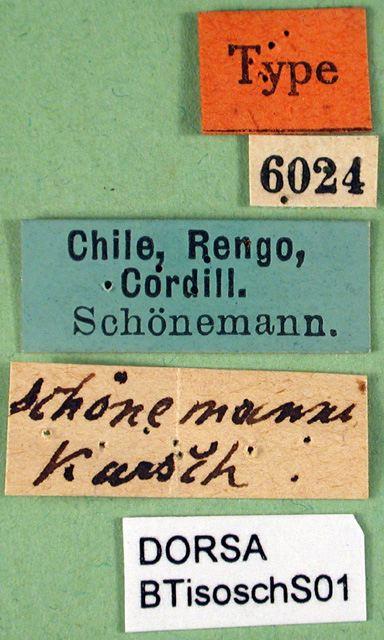 Type
6024
Chile, Rengo,
Cordill.
Schönemann.
schönemanni
Karsch.
DORSA
BTisoschS01